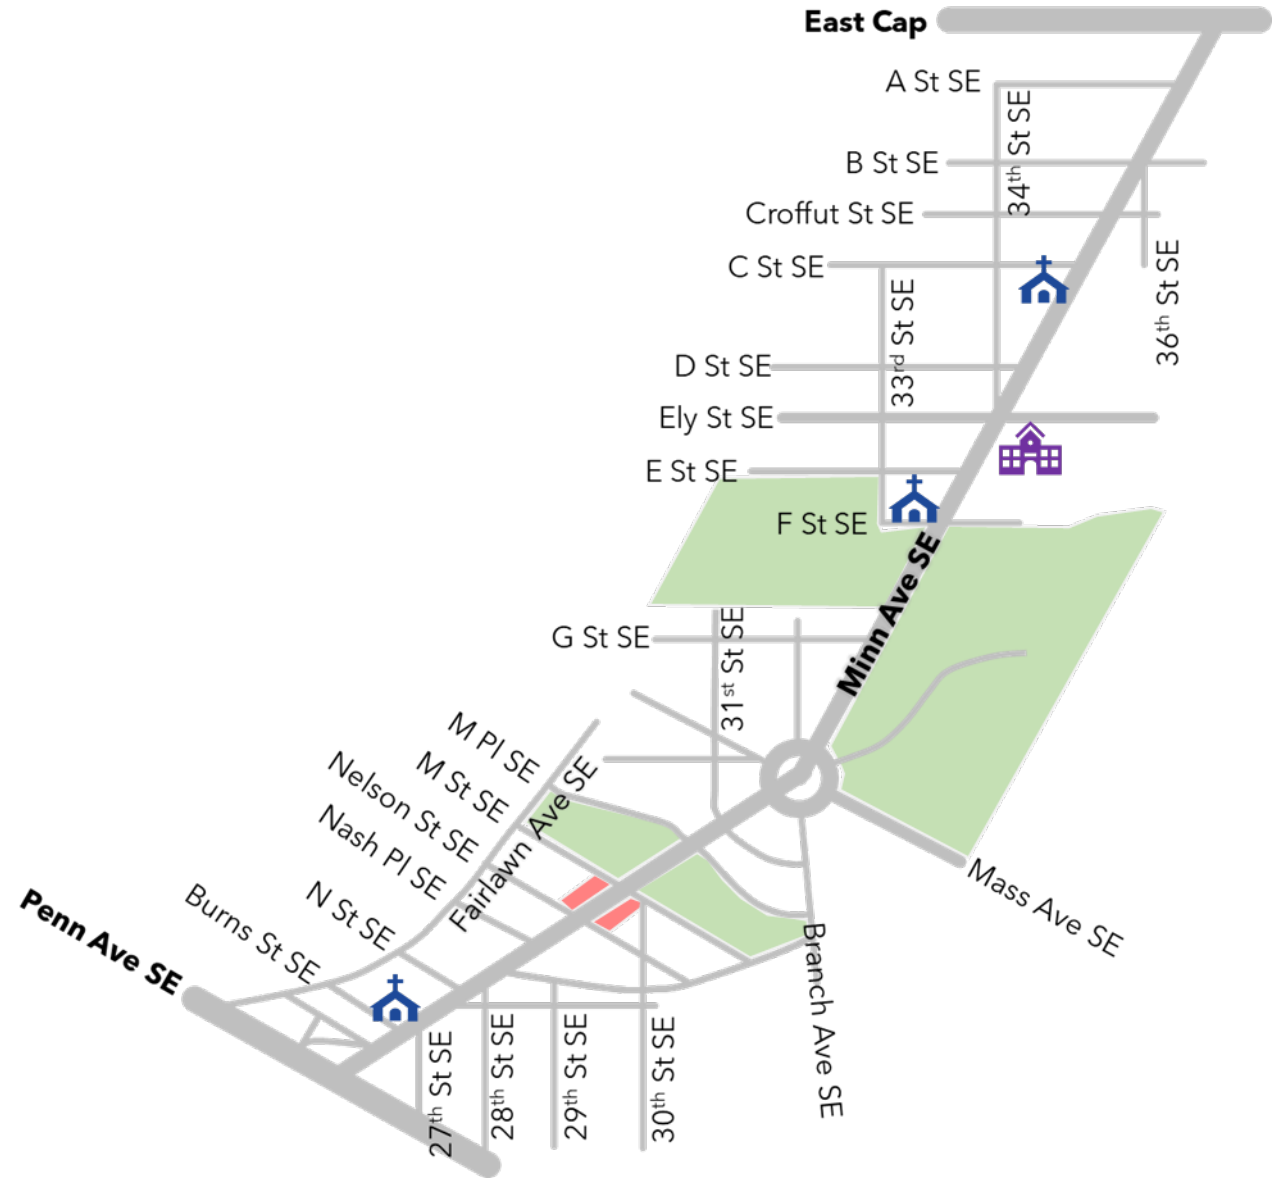 East Cap
A St SE
34th St SE
B St SE
Croffut St SE
C St SE
36th St SE
33rd St SE
D St SE
Ely St SE
E St SE
F St SE
Minn Ave SE
G St SE
31st St SE
M Pl SE
M St SE
Nelson St SE
Nash Pl SE
Fairlawn Ave SE
N St SE
Burns St SE
Penn Ave SE
Mass Ave SE
Branch Ave SE
27th St SE
28th St SE
29th St SE
30th St SE